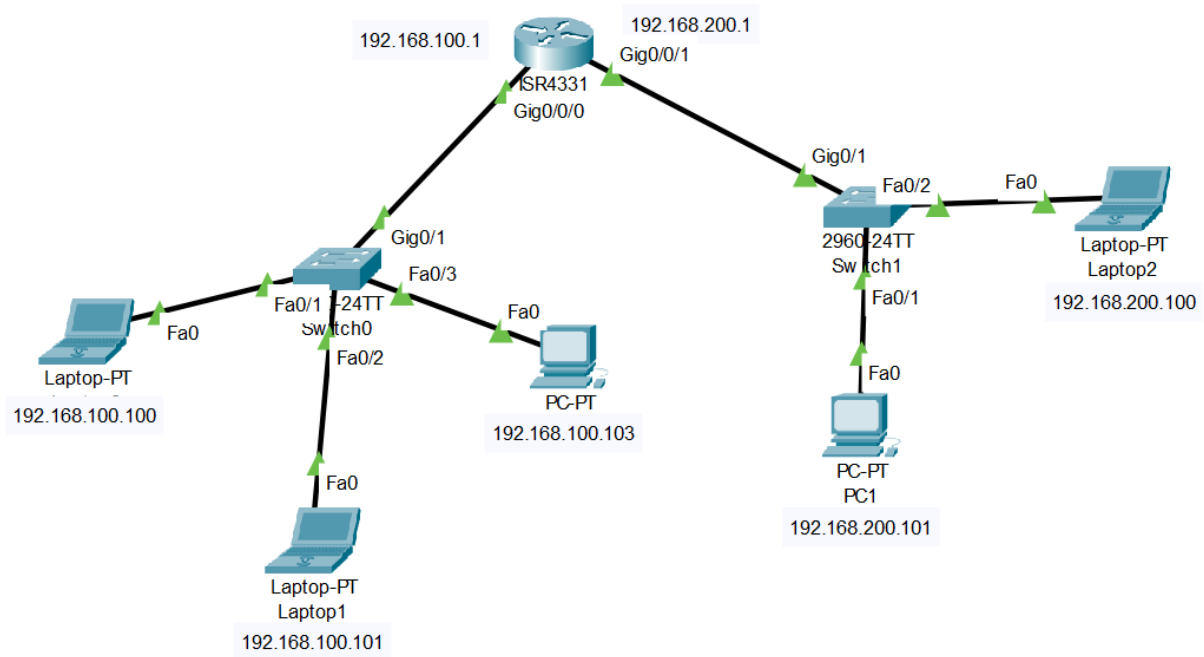 192.168.100.1
192.168.200.1
Gig0/0/1
ISR4331
Gig0/0/0
Gig0/1
Fa0/2
Fa0
2960-24TT
Switch1
Laptop-PT
Laptop2
192.168.200.100
Fa0/1
Fa0
PC-PT
PC1
192.168.200.101
Gig0/1
Fa0/3
Fa0/1
-24TT
Switch0
Fa0/2
Fa0
Laptop-PT
192.168.100.100
Fa0
PC-PT
192.168.100.103
Fa0
Laptop-PT
Laptop1
192.168.100.101